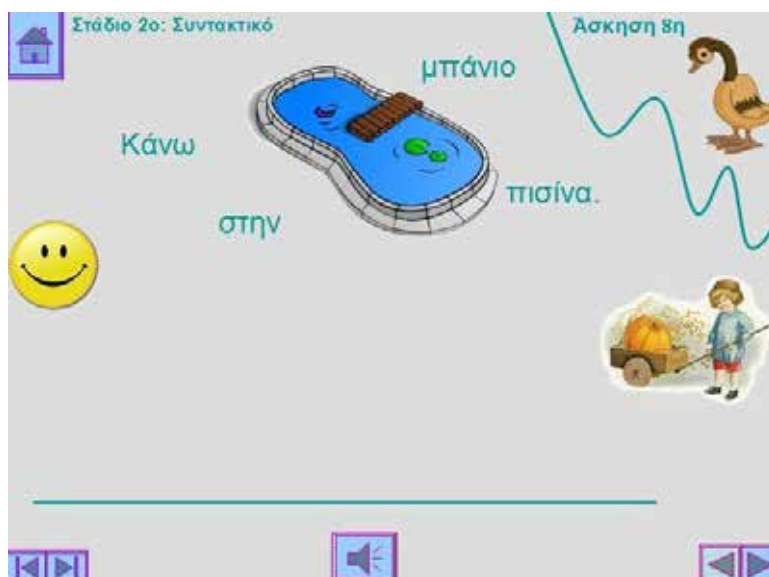 Στάδιο 2ο: Συντακτικό
Άσκηση 8η
μπάνιο
Κάνω
πισίνα.
στην